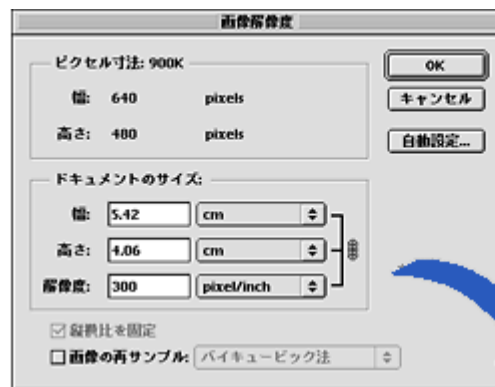 画像解像度
ピクセル寸法: 900K
幅: 640 pixels
高さ: 480 pixels
OK
キャンセル
自動設定...
ドキュメントのサイズ:
幅: 5.42 cm
高さ: 4.06 cm
解像度: 300 pixel/inch
縦横比を固定
画像の再サンプル: バイキュービック法